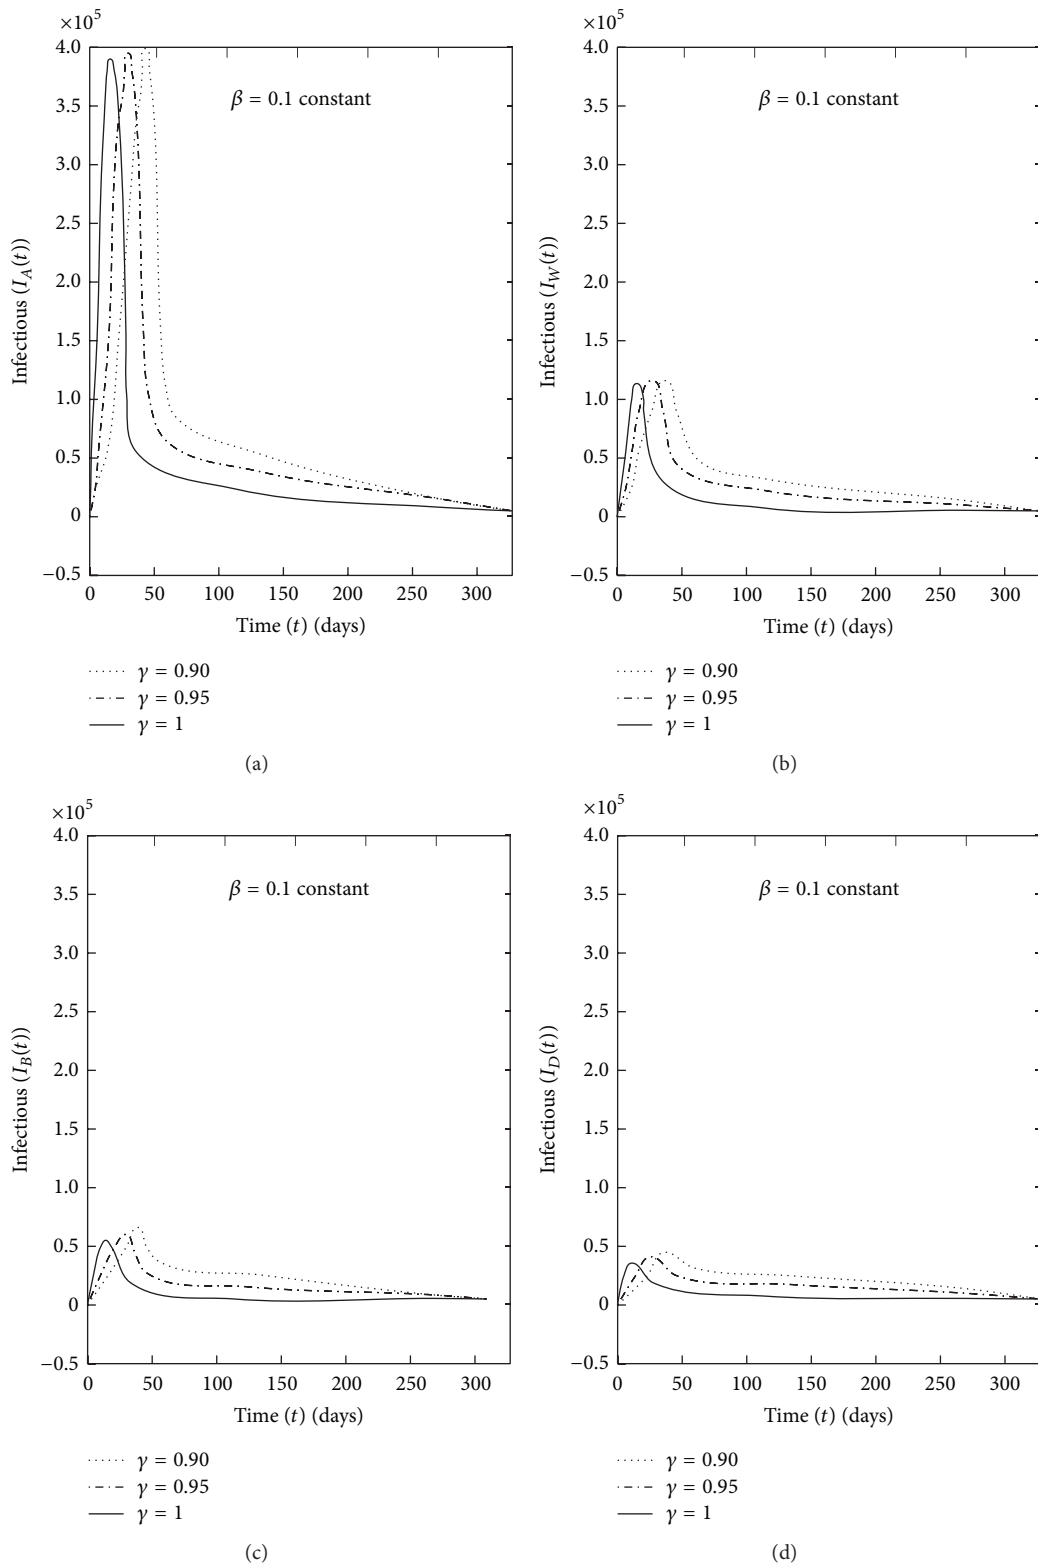 ×10⁵
4.0
3.5
3.0
2.5
2.0
1.5
1.0
0.5
0
−0.5
Infectious (I_A(t))
β = 0.1 constant
0 50 100 150 200 250 300
Time (t) (days)
γ = 0.90
γ = 0.95
γ = 1
(a)
×10⁵
4.0
3.5
3.0
2.5
2.0
1.5
1.0
0.5
0
−0.5
Infectious (I_W(t))
β = 0.1 constant
0 50 100 150 200 250 300
Time (t) (days)
γ = 0.90
γ = 0.95
γ = 1
(b)
×10⁵
4.0
3.5
3.0
2.5
2.0
1.5
1.0
0.5
0
−0.5
Infectious (I_B(t))
β = 0.1 constant
0 50 100 150 200 250 300
Time (t) (days)
γ = 0.90
γ = 0.95
γ = 1
(c)
×10⁵
4.0
3.5
3.0
2.5
2.0
1.5
1.0
0.5
0
−0.5
Infectious (I_D(t))
β = 0.1 constant
0 50 100 150 200 250 300
Time (t) (days)
γ = 0.90
γ = 0.95
γ = 1
(d)